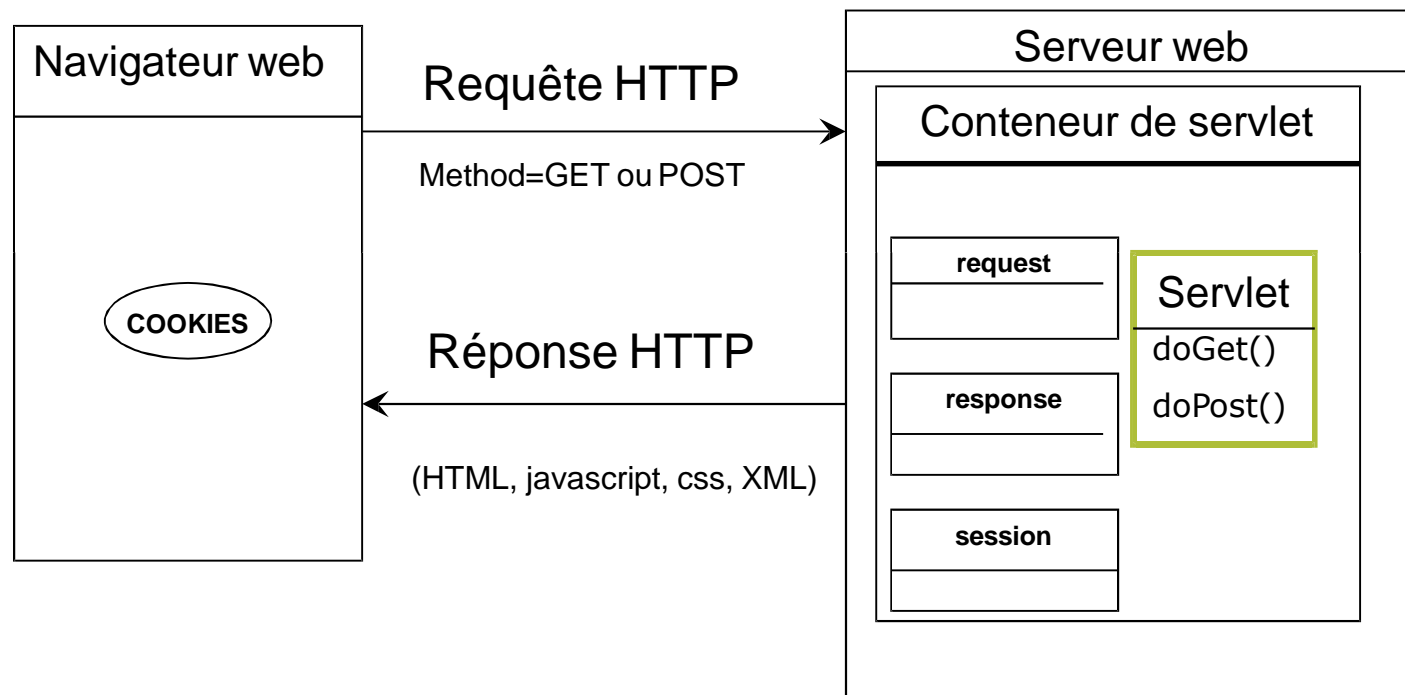 Navigateur web
COOKIES
Requête HTTP
Method=GET ou POST
Réponse HTTP
(HTML, javascript, css, XML)
Serveur web
Conteneur de servlet
request
response
session
Servlet
doGet()
doPost()